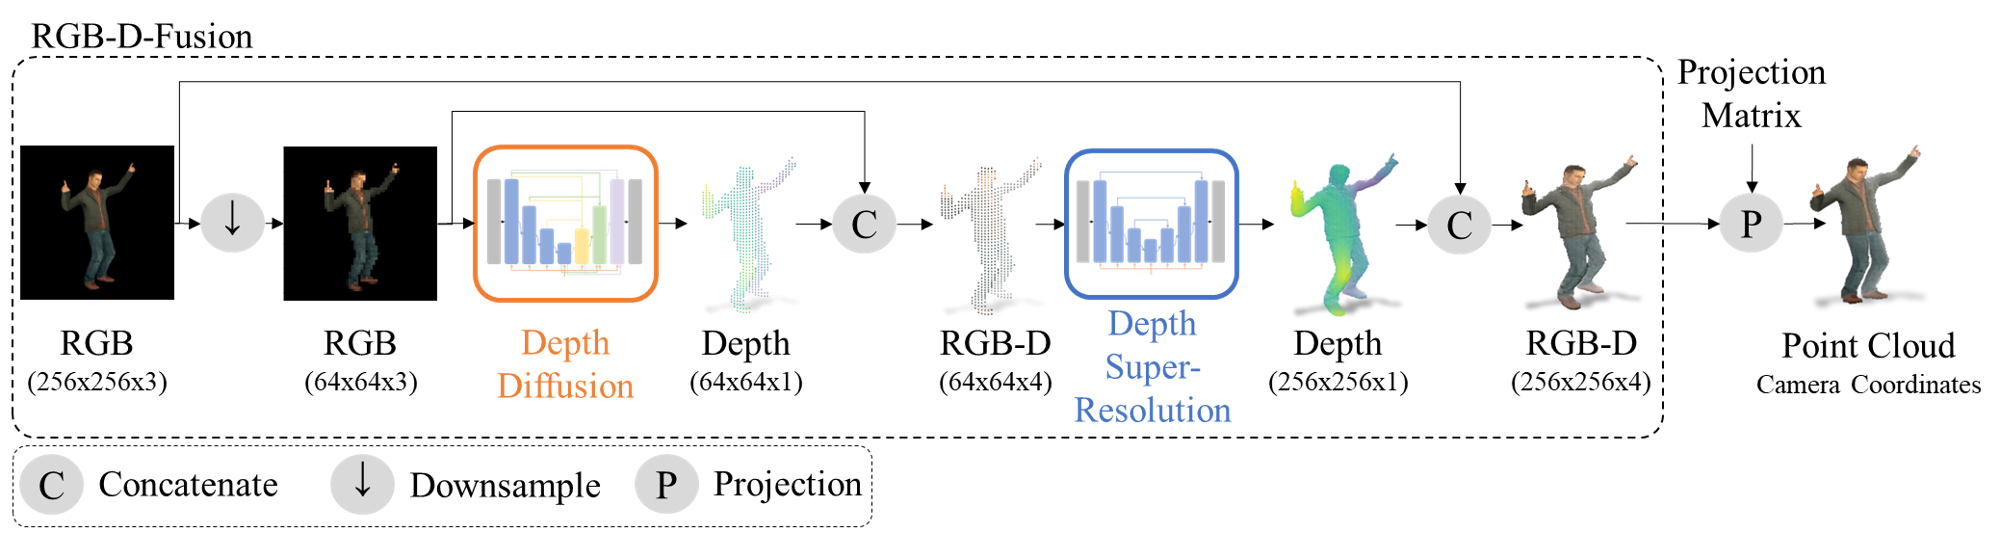 RGB-D-Fusion
Projection
Matrix
C
C
P
RGB
(256x256x3)
RGB
(64x64x3)
Depth
Diffusion
Depth
(64x64x1)
RGB-D
(64x64x4)
Depth
Super-
Resolution
Depth
(256x256x1)
RGB-D
(256x256x4)
Point Cloud
Camera Coordinates
C Concatenate
↓ Downsample
P Projection